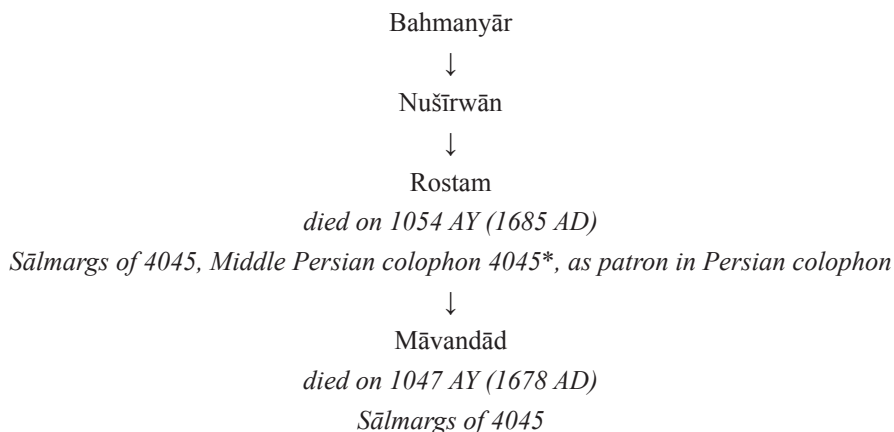 Bahmanyār
↓
Nušīrwān
↓
Rostam
died on 1054 AY (1685 AD)
Sālmargs of 4045, Middle Persian colophon 4045*, as patron in Persian colophon
↓
Māvandād
died on 1047 AY (1678 AD)
Sālmargs of 4045